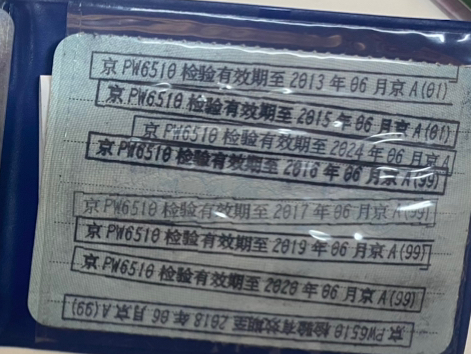 京 PW6510 检验有效期至 2013 年 06 月京 A(01)
京 PW6510 检验有效期至 2015 年 06 月京 A(01)
京 PW6510 检验有效期至 2024 年 06 月京 A
京 PW6510 检验有效期至 2016 年 06 月京 A(99)
京 PW6510 检验有效期至 2017 年 06 月京 A(99)
京 PW6510 检验有效期至 2019 年 06 月京 A(99)
京 PW6510 检验有效期至 2020 年 06 月京 A(99)
京 PW6510 检验有效期至 2018 年 06 月京 A(99)